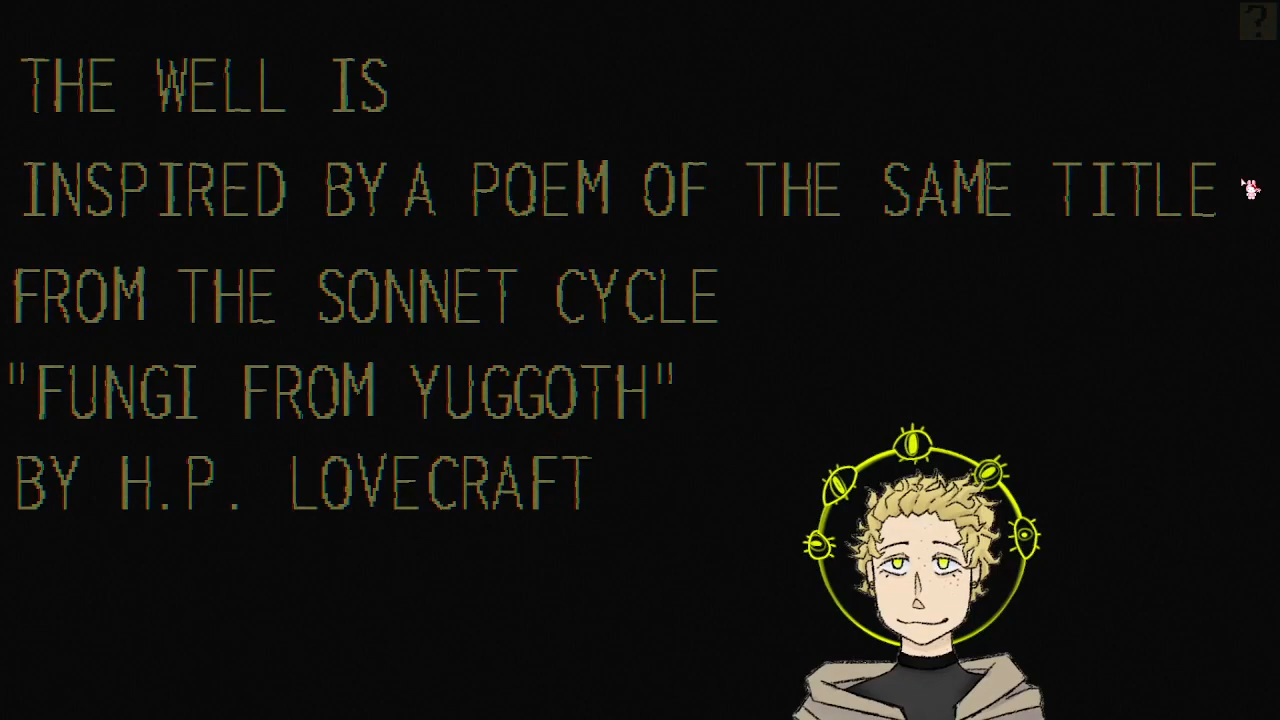 ?
THE WELL IS
INSPIRED BY A POEM OF THE SAME TITLE
FROM THE SONNET CYCLE
"FUNGI FROM YUGGOTH"
BY H.P. LOVECRAFT